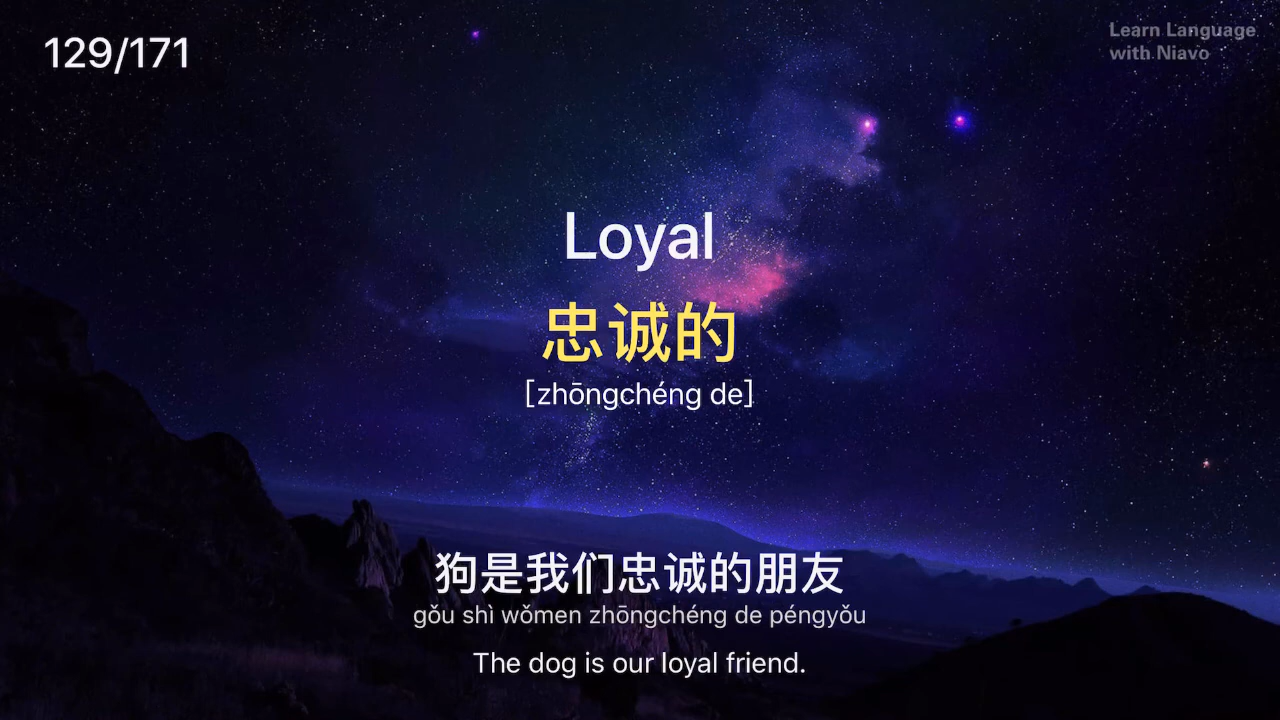 129/171
Learn Language
with Niavo
Loyal
忠诚的
[zhōngchéng de]
狗是我们忠诚的朋友
gǒu shì wǒmen zhōngchéng de péngyǒu
The dog is our loyal friend.